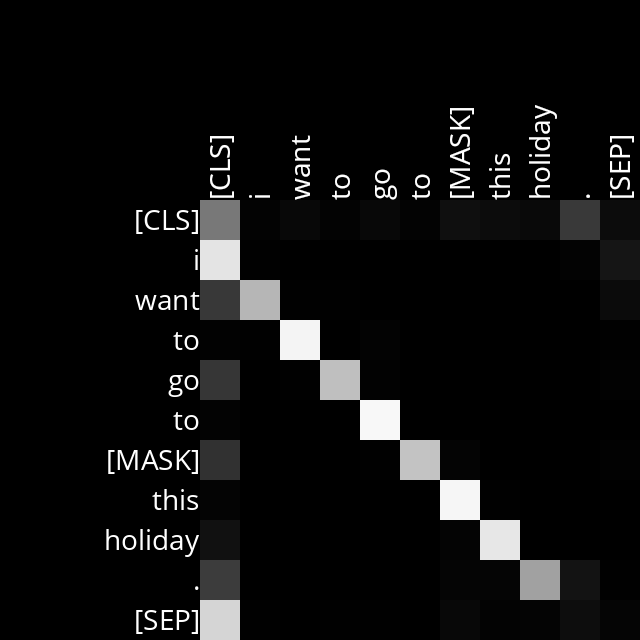 [CLS] i want to go to [MASK] this holiday . [SEP]
[CLS]
i
want
to
go
to
[MASK]
this
holiday
.
[SEP]